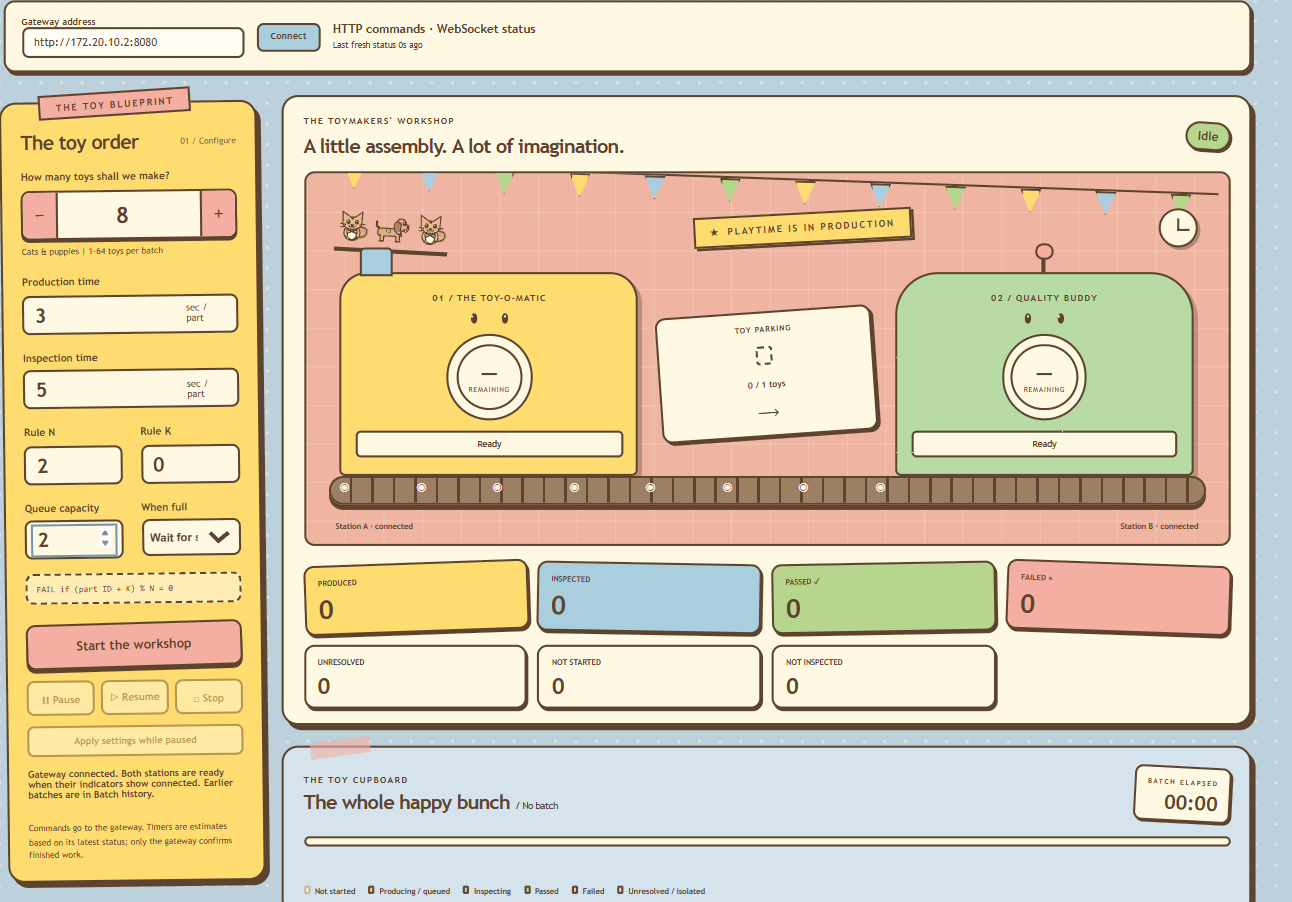 Gateway address
http://172.20.10.2:8080
Connect
HTTP commands · WebSocket status
Last fresh status 0s ago
THE TOY BLUEPRINT
The toy order
01 / Configure
How many toys shall we make?
− 8 +
Cats & puppies | 1-64 toys per batch
Production time
3 sec /
part
Inspection time
5 sec /
part
Rule N Rule K
2 0
Queue capacity When full
2 Wait for
FAIL if (part ID + K) % N = 0
Start the workshop
Pause ▷ Resume □ Stop
Apply settings while paused
Gateway connected. Both stations are ready
when their indicators show connected. Earlier
batches are in Batch history.
Commands go to the gateway. Timers are estimates
based on its latest status; only the gateway confirms
finished work.
THE TOYMAKERS' WORKSHOP
A little assembly. A lot of imagination.
Idle
★ PLAYTIME IS IN PRODUCTION
01 / THE TOY-O-MATIC
—
REMAINING
Ready
TOY PARKING
0 / 1 toys
→
02 / QUALITY BUDDY
—
REMAINING
Ready
Station A · connected
Station B · connected
PRODUCED
0
INSPECTED
0
PASSED ✓
0
FAILED ×
0
UNRESOLVED
0
NOT STARTED
0
NOT INSPECTED
0
THE TOY CUPBOARD
The whole happy bunch / No batch
BATCH ELAPSED
00:00
Not started Producing / queued Inspecting Passed Failed Unresolved / isolated